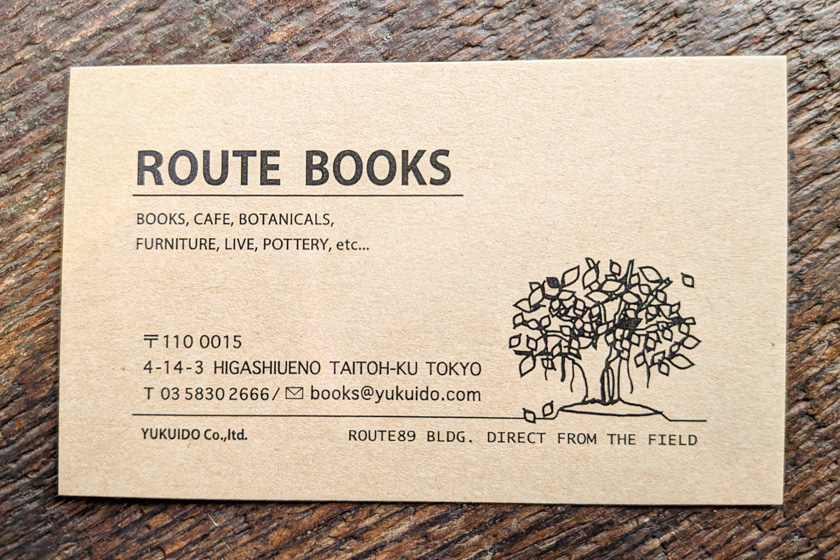 ROUTE BOOKS
BOOKS, CAFE, BOTANICALS,
FURNITURE, LIVE, POTTERY, etc...
〒110 0015
4-14-3 HIGASHIUENO TAITOH-KU TOKYO
T 03 5830 2666 / ✉ books@yukuido.com
YUKUIDO Co.,ltd.
ROUTE89 BLDG. DIRECT FROM THE FIELD